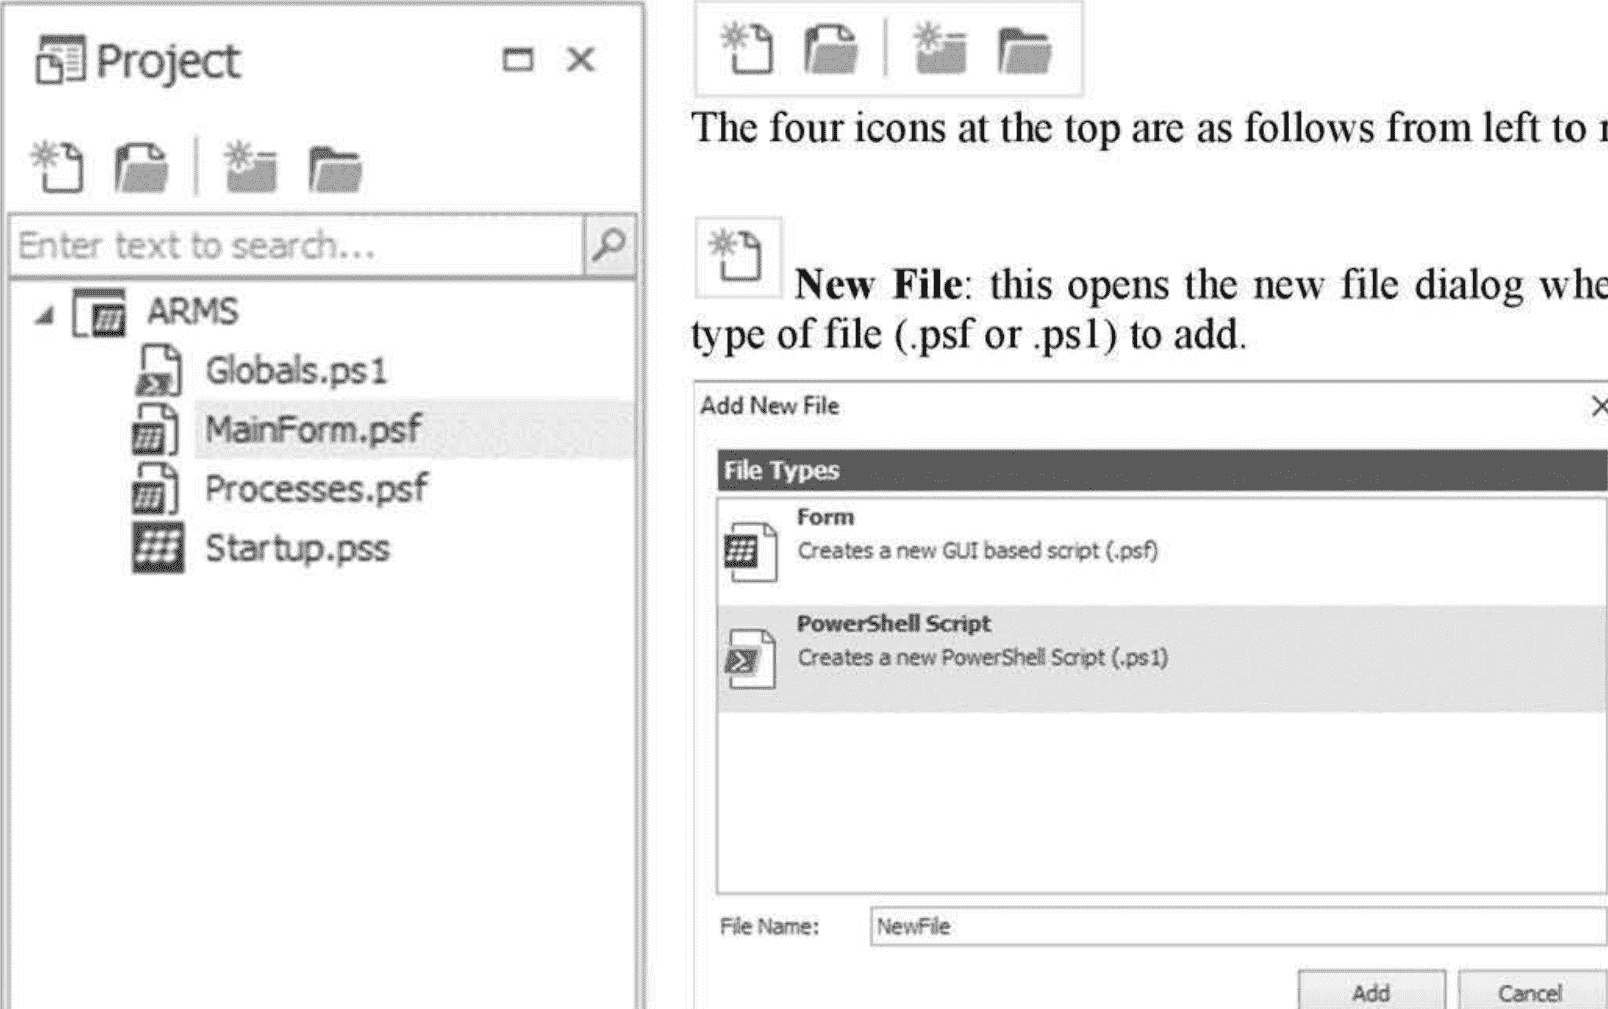 Project
Enter text to search...
ARMS
Globals.ps1
MainForm.psf
Processes.psf
Startup.pss
The four icons at the top are as follows from left to
New File: this opens the new file dialog
type of file (.psf or .ps1) to add.
Add New File
File Types
Form
Creates a new GUI based script (.psf)
PowerShell Script
Creates a new PowerShell Script (.ps1)
File Name:
NewFile
Add
Cancel